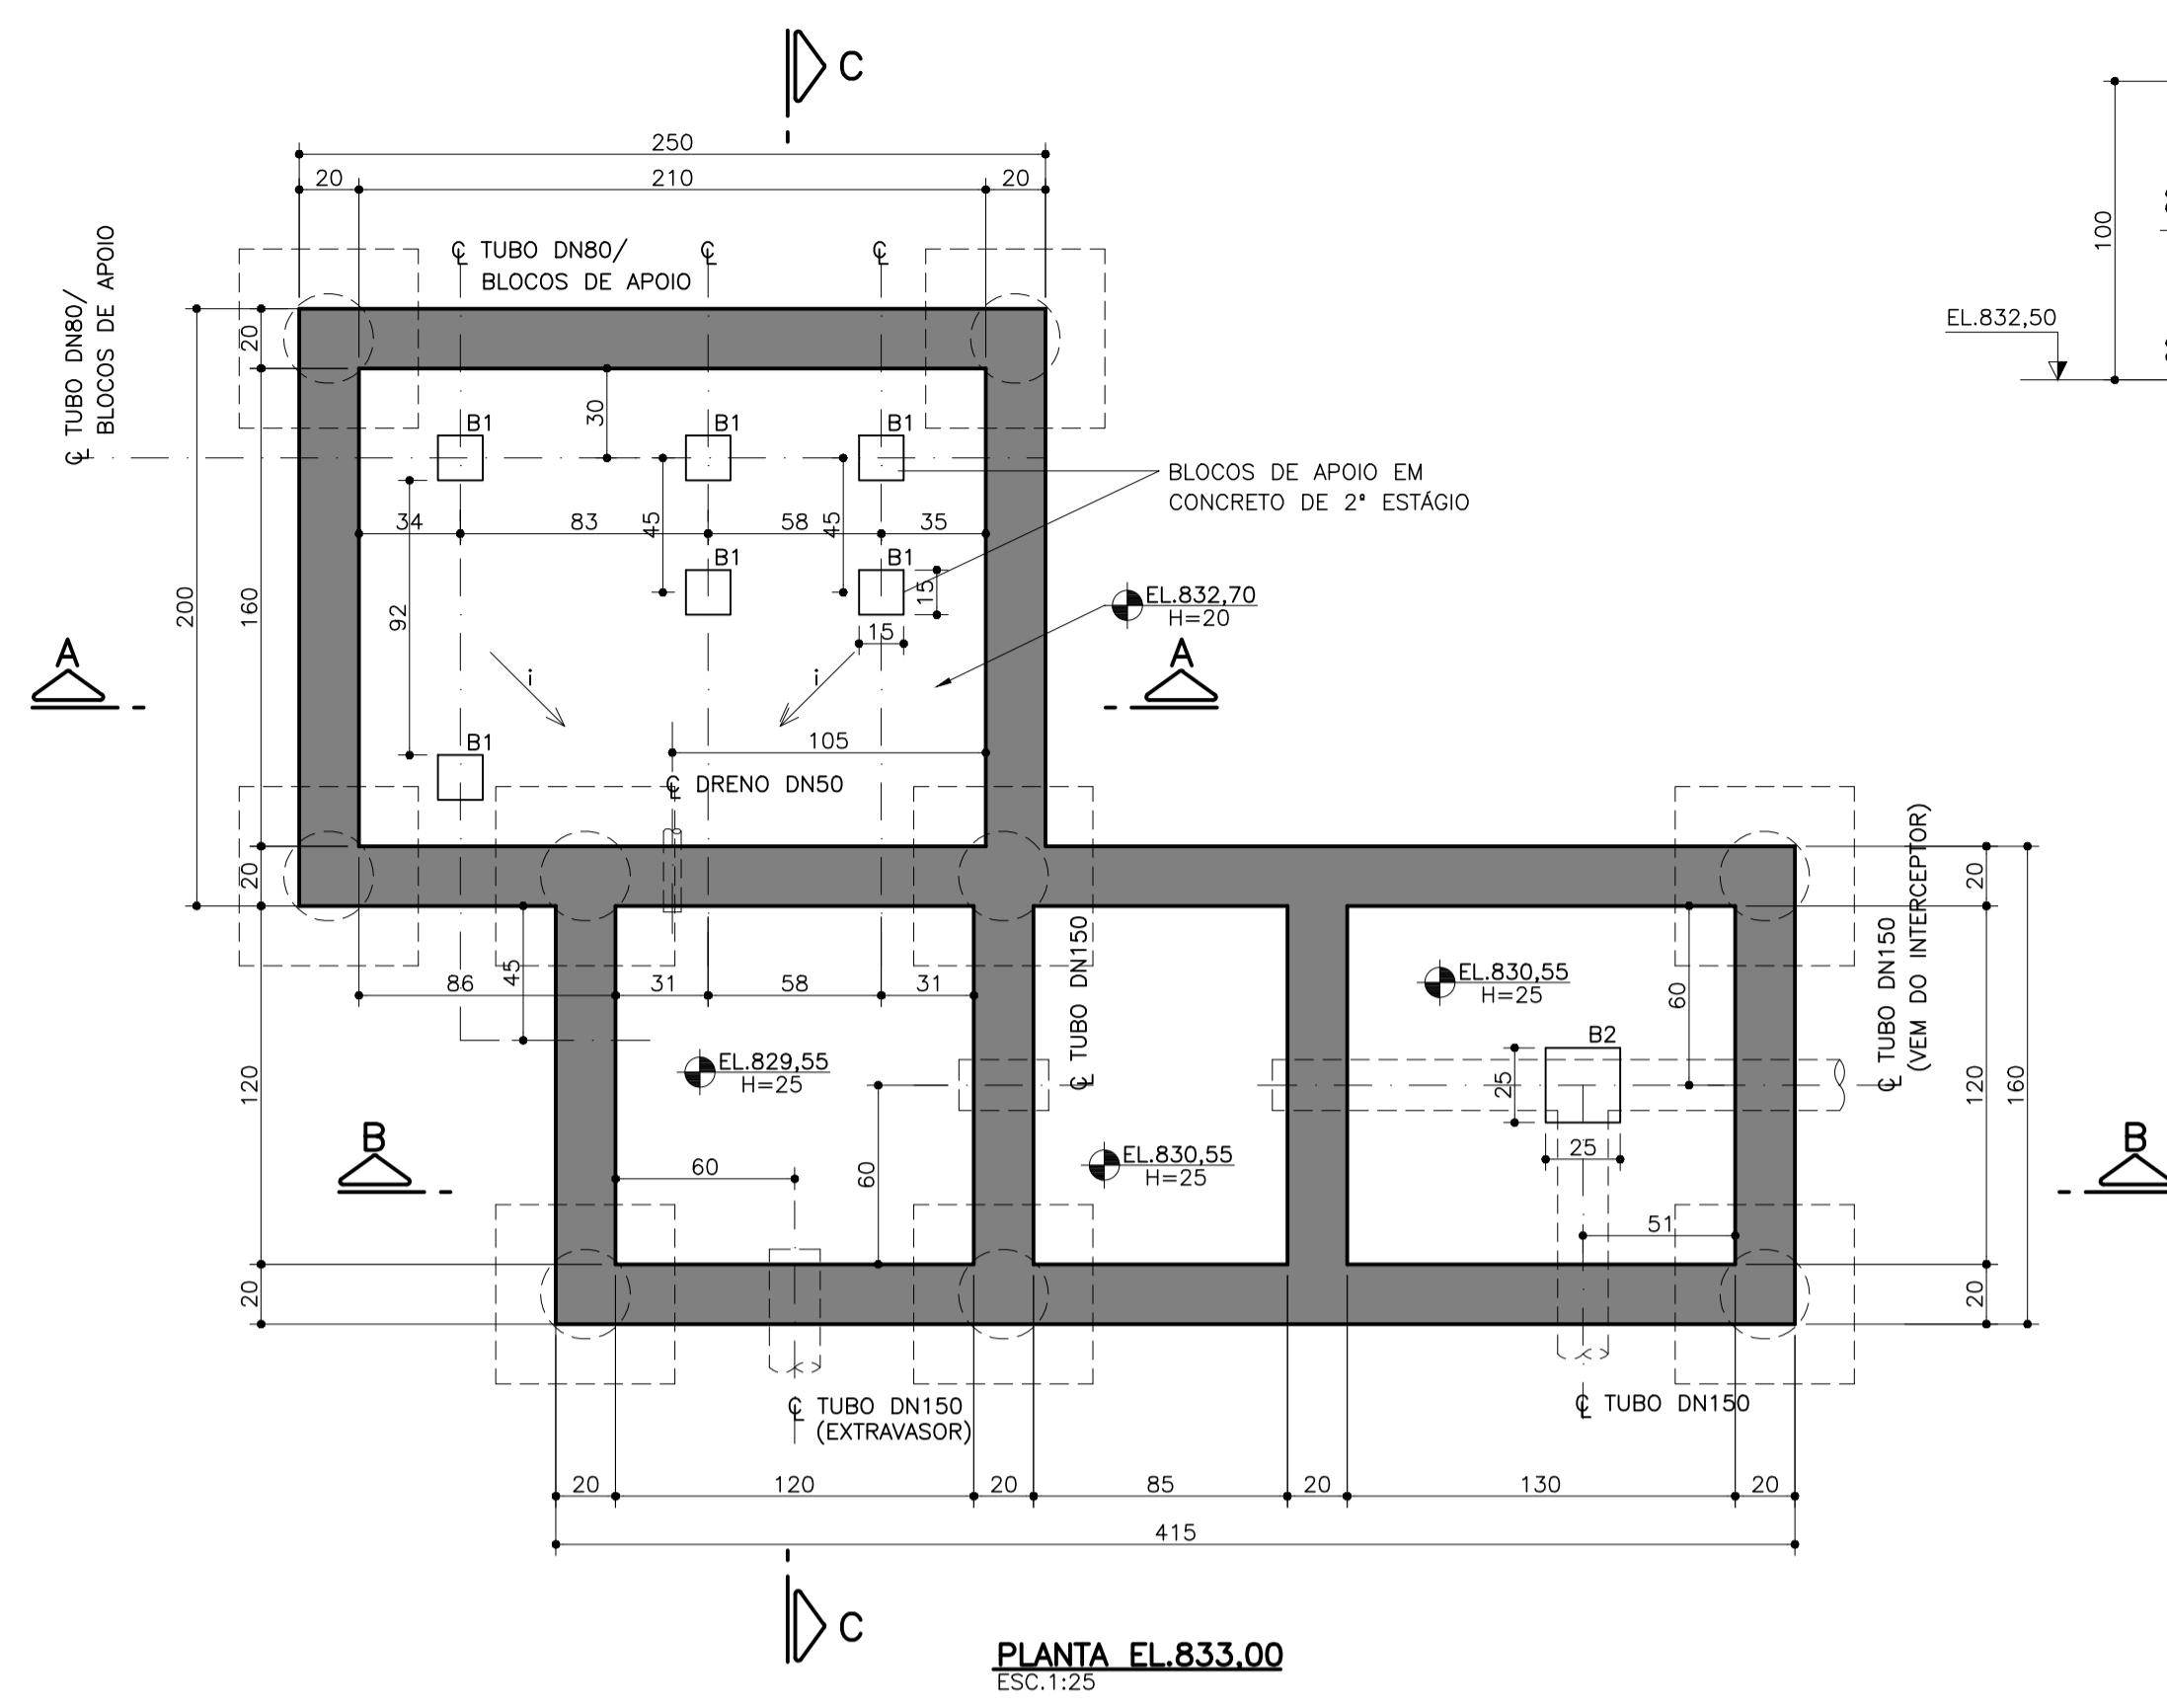 C
250
20
210
20
℄ TUBO DN80/
BLOCOS DE APOIO
℄
℄
℄ TUBO DN80/
BLOCOS DE APOIO
100
EL.832,50
20
30
B1
B1
B1
BLOCOS DE APOIO EM
CONCRETO DE 2ª ESTÁGIO
34
83
45
58
45
35
B1
B1
15
15
200
160
92
EL.832,70
H=20
A
A
i
i
105
B1
℄ DRENO DN50
20
20
86
45
31
58
31
℄ TUBO DN150
EL.830,55
H=25
60
℄ TUBO DN150
(VEM DO INTERCEPTOR)
B2
EL.829,55
H=25
25
25
120
120
160
B
B
60
60
EL.830,55
H=25
51
20
20
℄ TUBO DN150
(EXTRAVASOR)
℄ TUBO DN150
20
120
20
85
20
130
20
415
C
PLANTA EL.833,00
ESC.1:25